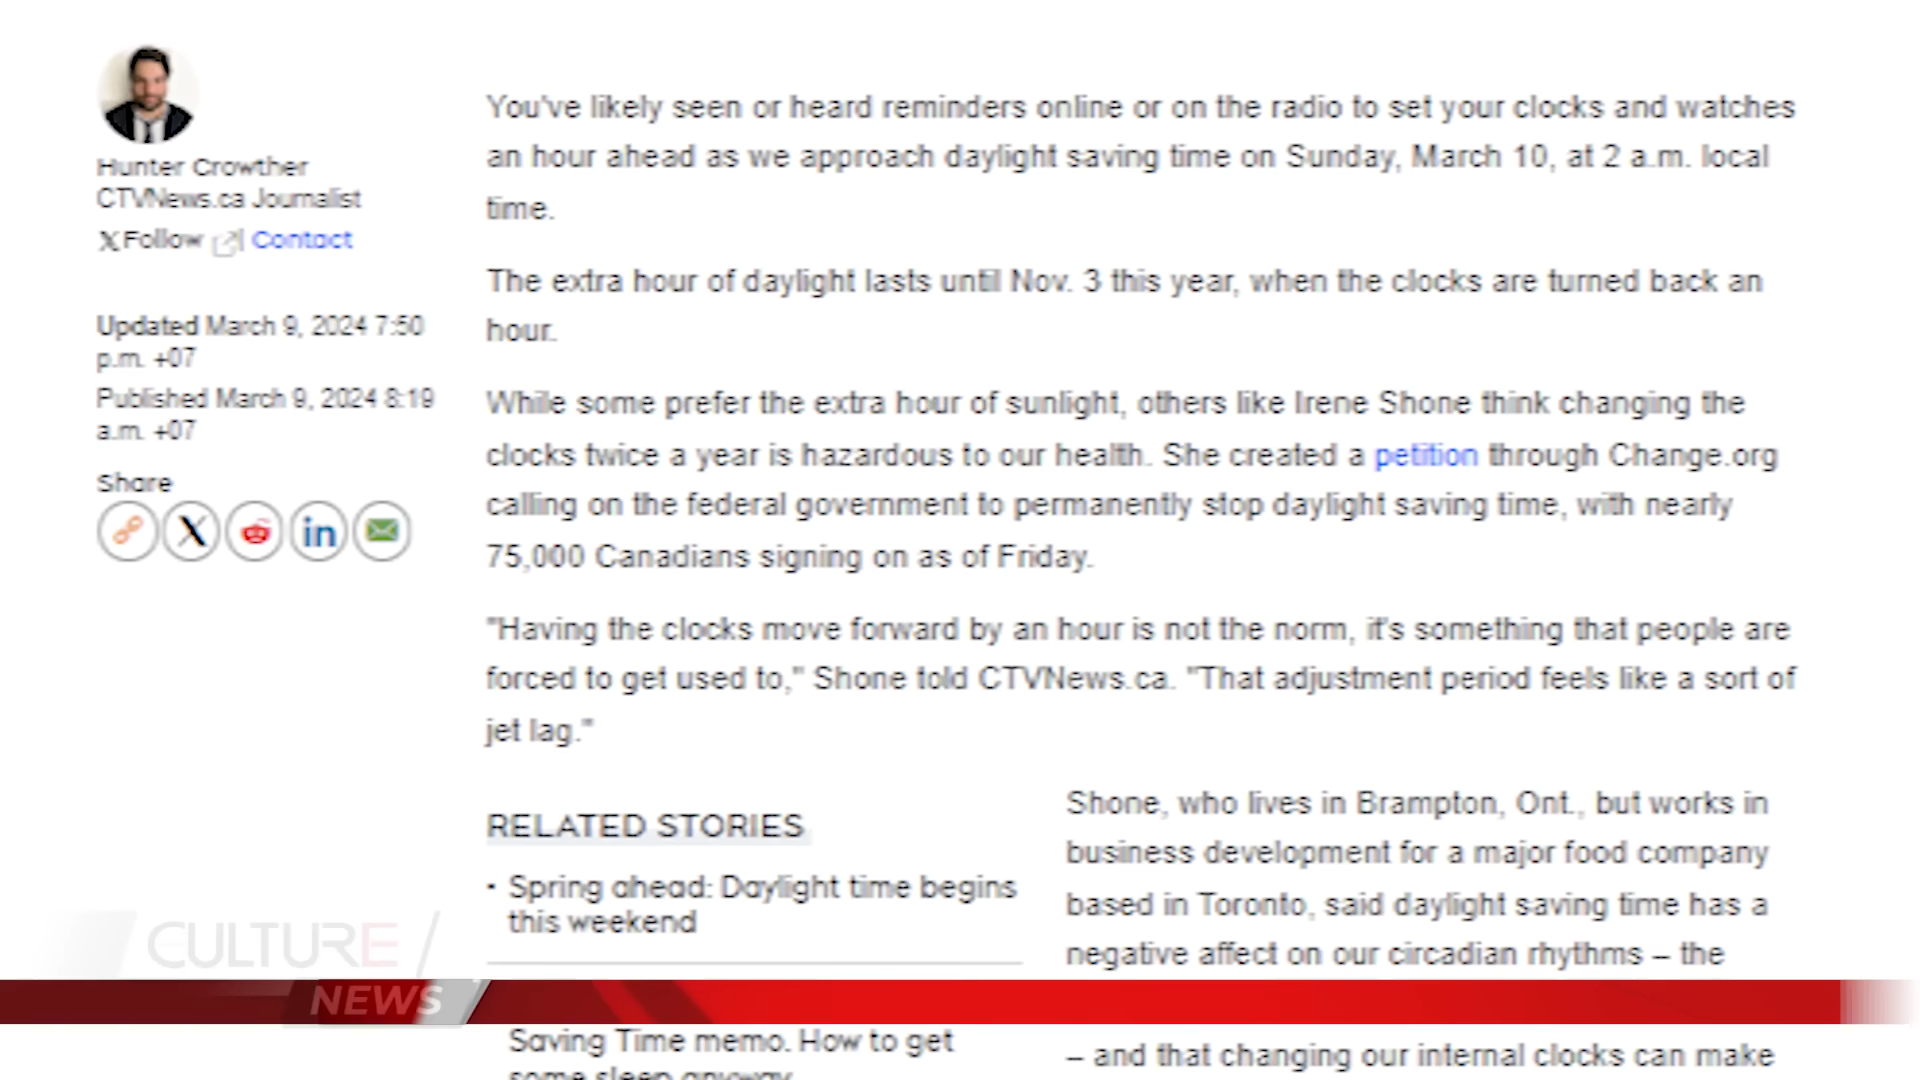 Hunter Crowther
CTVNews.ca Journalist
X Follow | Contact
Updated March 9, 2024 7:50
p.m. +07
Published March 9, 2024 8:19
a.m. +07
Share
You've likely seen or heard reminders online or on the radio to set your clocks and watches
an hour ahead as we approach daylight saving time on Sunday, March 10, at 2 a.m. local
time.
The extra hour of daylight lasts until Nov. 3 this year, when the clocks are turned back an
hour.
While some prefer the extra hour of sunlight, others like Irene Shone think changing the
clocks twice a year is hazardous to our health. She created a petition through Change.org
calling on the federal government to permanently stop daylight saving time, with nearly
75,000 Canadians signing on as of Friday.
"Having the clocks move forward by an hour is not the norm, it's something that people are
forced to get used to," Shone told CTVNews.ca. "That adjustment period feels like a sort of
jet lag."
RELATED STORIES
• Spring ahead: Daylight time begins
this weekend
Saving Time memo. How to get
some sleep anyway
Shone, who lives in Brampton, Ont., but works in
business development for a major food company
based in Toronto, said daylight saving time has a
negative affect on our circadian rhythms – the
– and that changing our internal clocks can make
CULTURE
NEWS